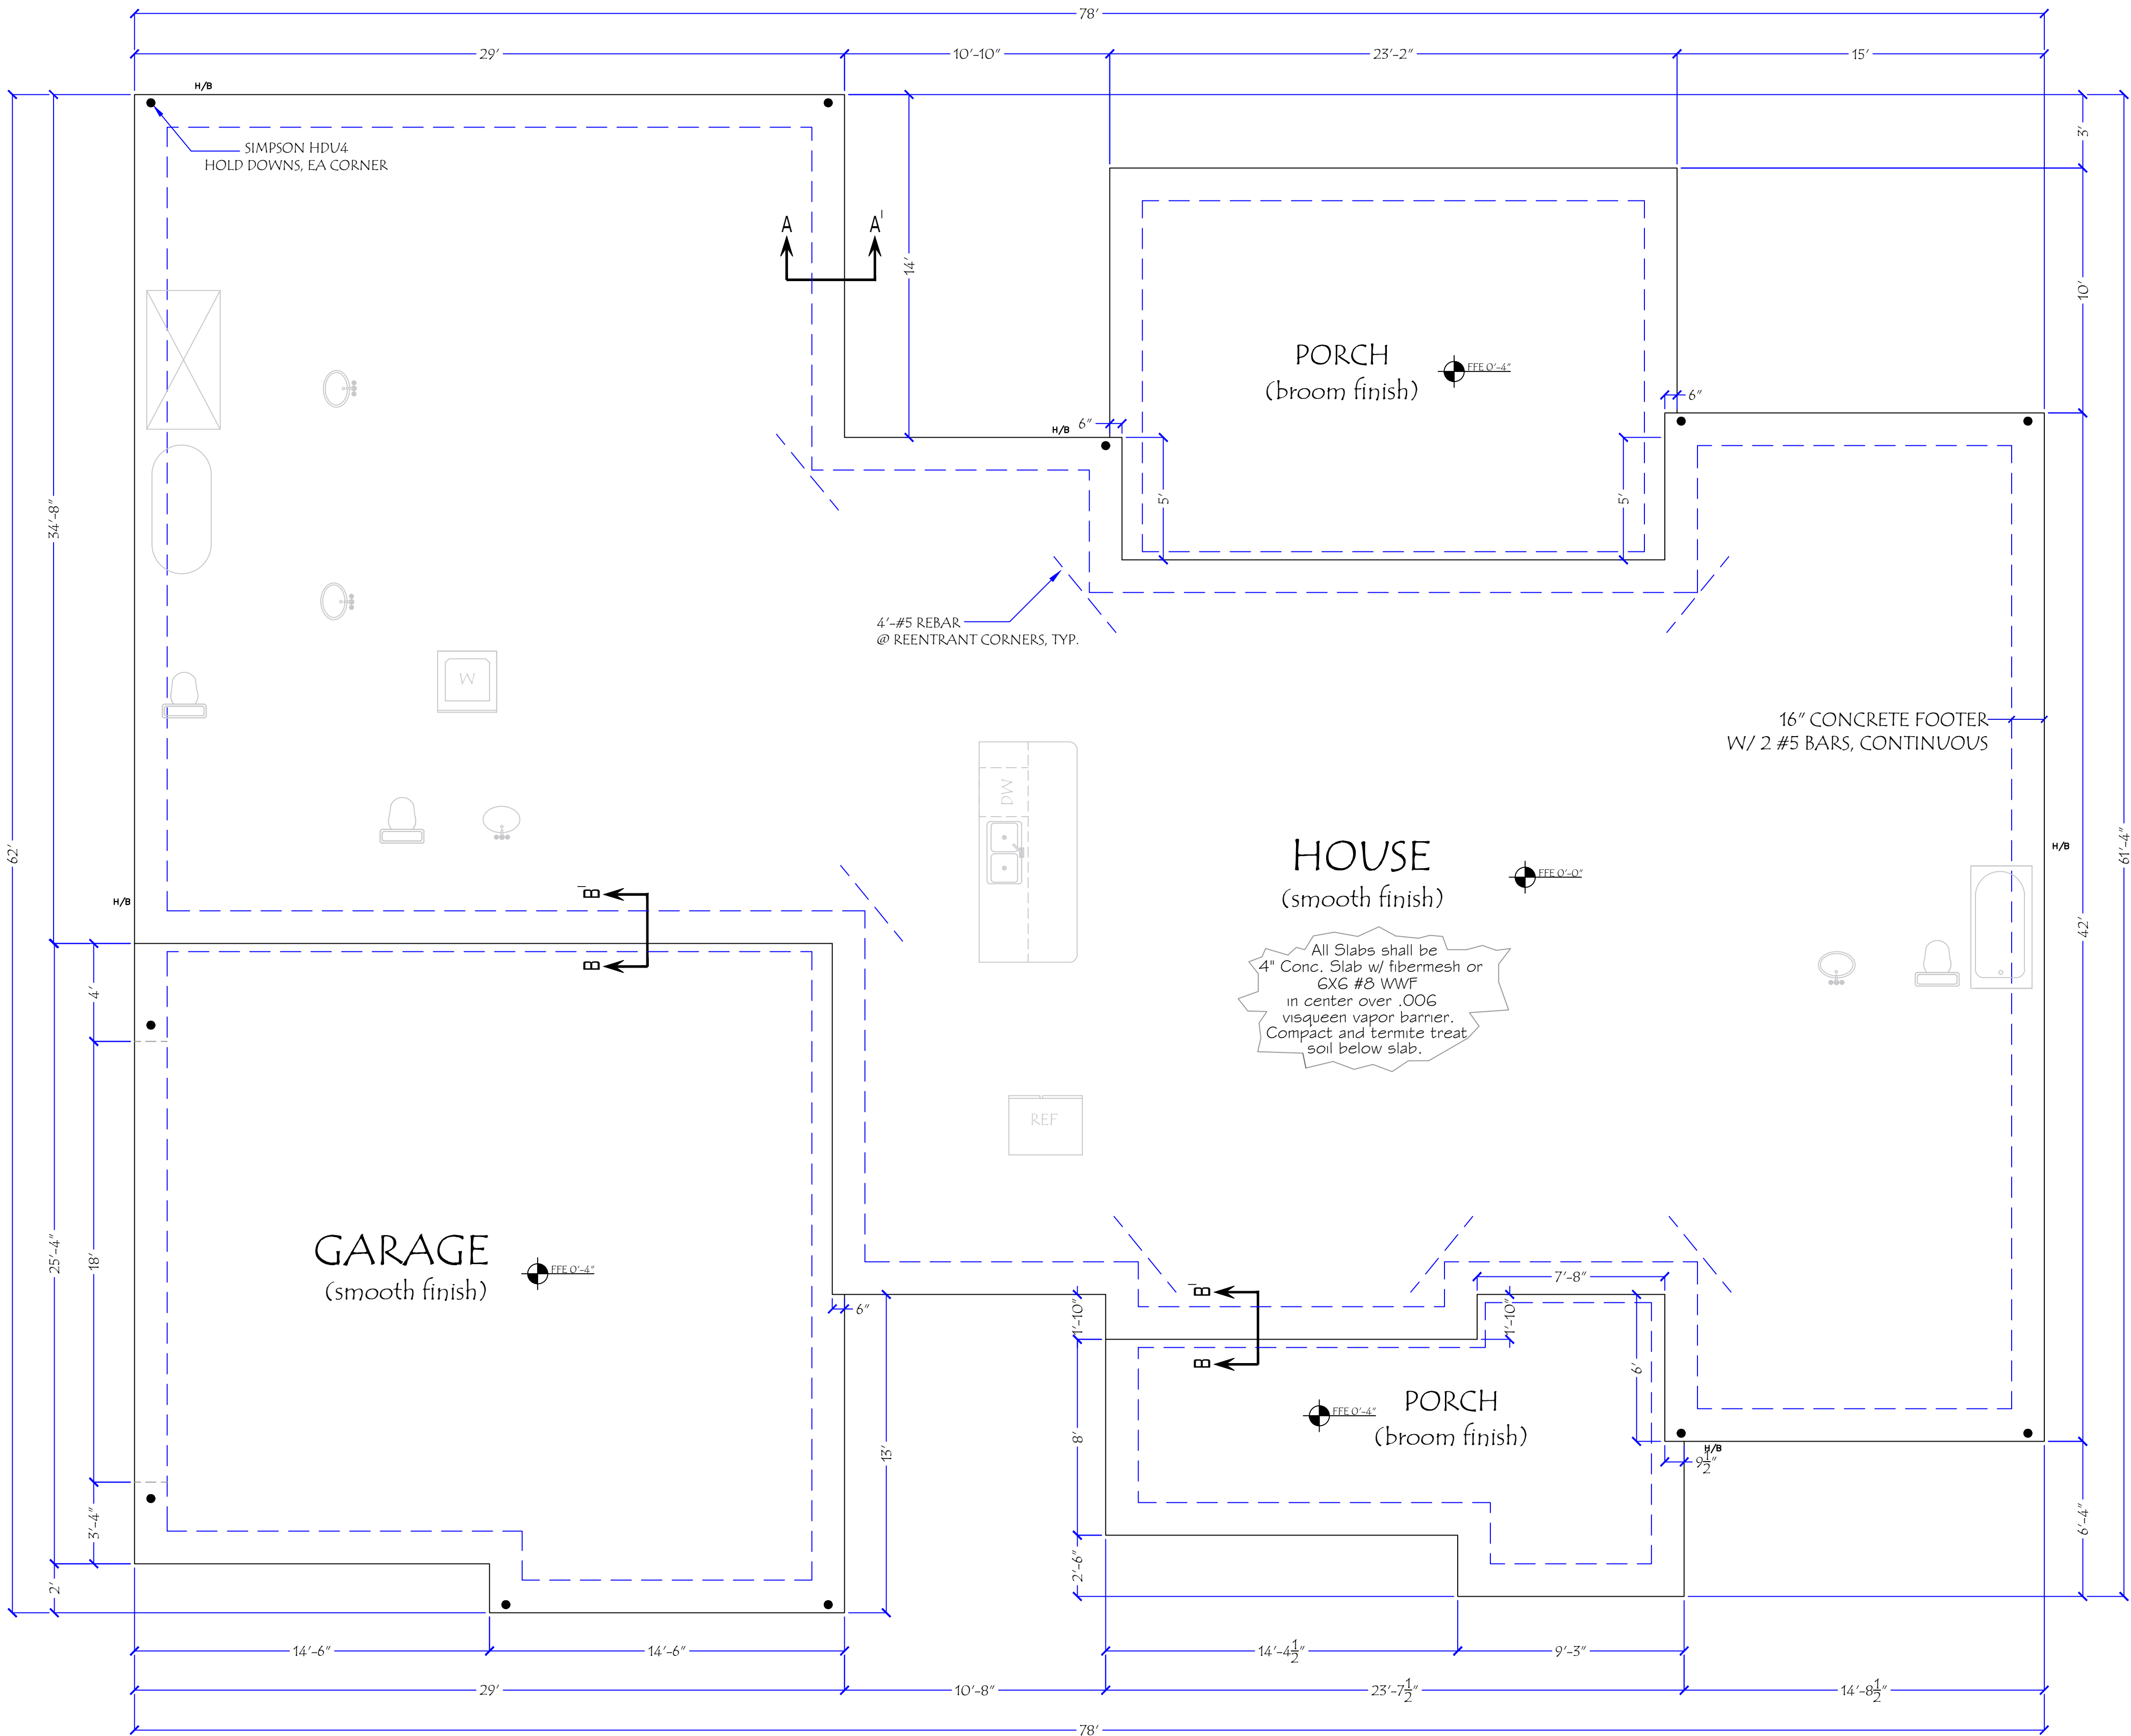 78'
29'
10'-10"
23'-2"
15'
H/B
3'
SIMPSON HDU4
HOLD DOWNS, EA CORNER
A
A'
14'
10'
PORCH
FFE 0'-4"
(broom finish)
6"
H/B
6"
34'-8"
5'
5'
4'-#5 REBAR
@ REENTRANT CORNERS, TYP.
W
16" CONCRETE FOOTER
W/ 2 #5 BARS, CONTINUOUS
DW
62'
61'-4"
H/B
HOUSE
FFE 0'-0"
(smooth finish)
B'
H/B
42'
B
All Slabs shall be
4" Conc. Slab w/ fibermesh or
6X6 #8 WWF
in center over .006
visqueen vapor barrier.
Compact and termite treat
soil below slab.
4'
REF
GARAGE
FFE 0'-4"
(smooth finish)
25'-4"
18'
7'-8"
B'
6"
1'-10"
1'-10"
B
6'
PORCH
FFE 0'-4"
(broom finish)
8'
13'
H/B
9 1/2"
3'-4"
6'-4"
2'-6"
2'
14'-6"
14'-6"
14'-4 1/2"
9'-3"
29'
10'-8"
23'-7 1/2"
14'-8 1/2"
78'